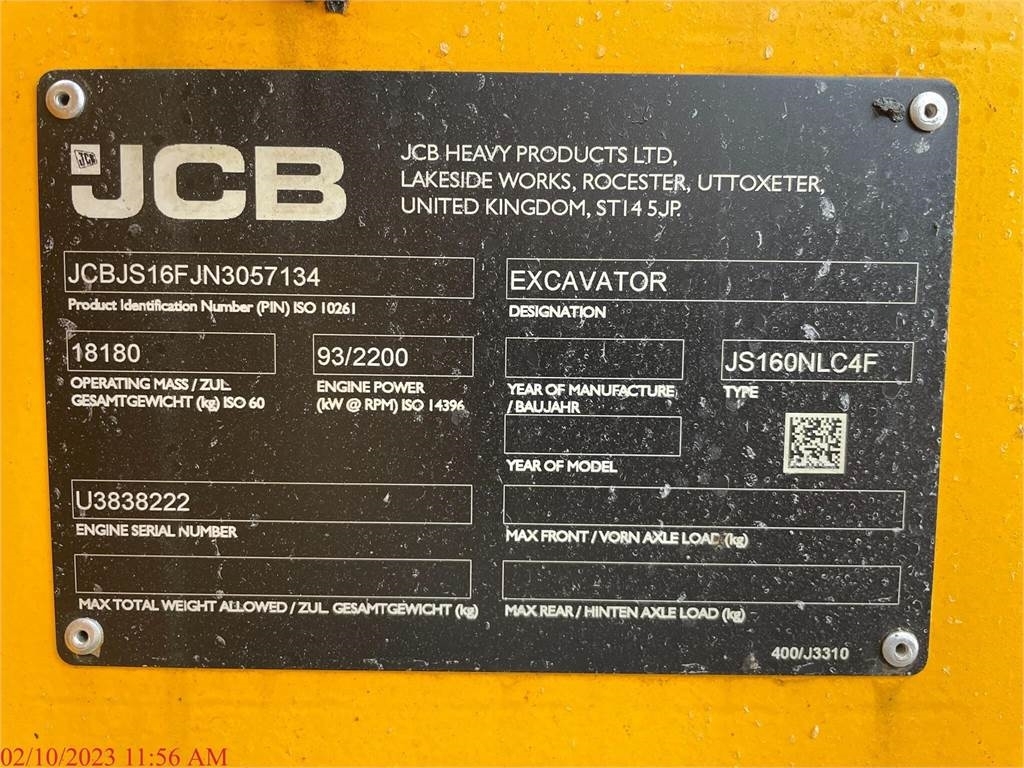 JCB
JCB
JCB HEAVY PRODUCTS LTD,
LAKESIDE WORKS, ROCESTER, UTTOXETER,
UNITED KINGDOM, ST14 5JP.
JCBJS16FJN3057134
Product Identification Number (PIN) ISO 10261
EXCAVATOR
DESIGNATION
18180
OPERATING MASS / ZUL.
GESAMTGEWICHT (kg) ISO 60
93/2200
ENGINE POWER
(kW @ RPM) ISO 14396
YEAR OF MANUFACTURE
/ BAUJAHR
JS160NLC4F
TYPE
YEAR OF MODEL
U3838222
ENGINE SERIAL NUMBER
MAX FRONT / VORN AXLE LOAD (kg)
MAX TOTAL WEIGHT ALLOWED / ZUL. GESAMTGEWICHT (kg)
MAX REAR / HINTEN AXLE LOAD (kg)
400/J3310
02/10/2023 11:56 AM